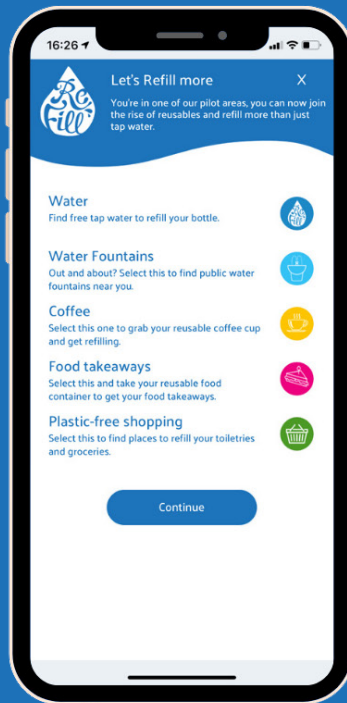 16:26
Re
Fill
Let's Refill more
X
You're in one of our pilot areas, you can now join
the rise of reusables and refill more than just
tap water.
Water
Find free tap water to refill your bottle.
Water Fountains
Out and about? Select this to find public water
fountains near you.
Coffee
Select this one to grab your reusable coffee cup
and get refilling.
Food takeaways
Select this and take your reusable food
container to get your food takeaways.
Plastic-free shopping
Select this to find places to refill your toiletries
and groceries.
Continue